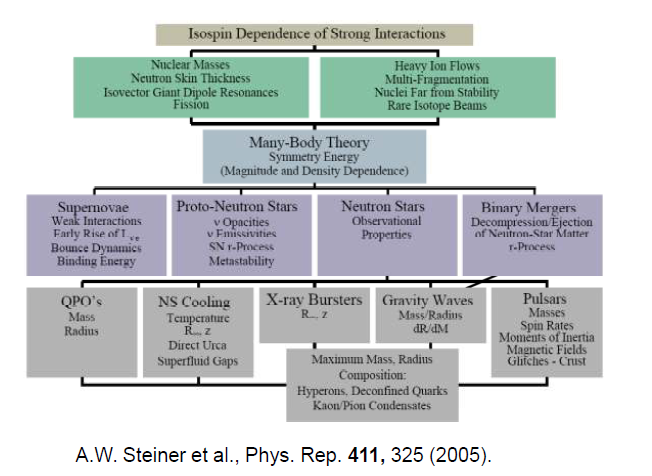 Isospin Dependence of Strong Interactions
Nuclear Masses
Neutron Skin Thickness
Isovector Giant Dipole Resonances
Fission
Heavy Ion Flows
Multi-Fragmentation
Nuclei Far from Stability
Rare Isotope Beams
Many-Body Theory
Symmetry Energy
(Magnitude and Density Dependence)
Supernovae
Weak Interactions
Early Rise of L
Bounce Dynamics
Binding Energy
Proto-Neutron Stars
ν Opacities
ν Emissivities
SN r-Process
Metastability
Neutron Stars
Observational
Properties
Binary Mergers
Decompression/Ejection
of Neutron-Star Matter
r-Process
QPO's
Mass
Radius
NS Cooling
Temperature
R∞, z
Direct Urca
Superfluid Gaps
X-ray Bursters
R∞, z
Gravity Waves
Mass/Radius
dR/dM
Pulsars
Masses
Spin Rates
Moments of Inertia
Magnetic Fields
Glitches - Crust
Maximum Mass, Radius
Composition:
Hyperons, Deconfined Quarks
Kaon/Pion Condensates
A.W. Steiner et al., Phys. Rep. 411, 325 (2005).